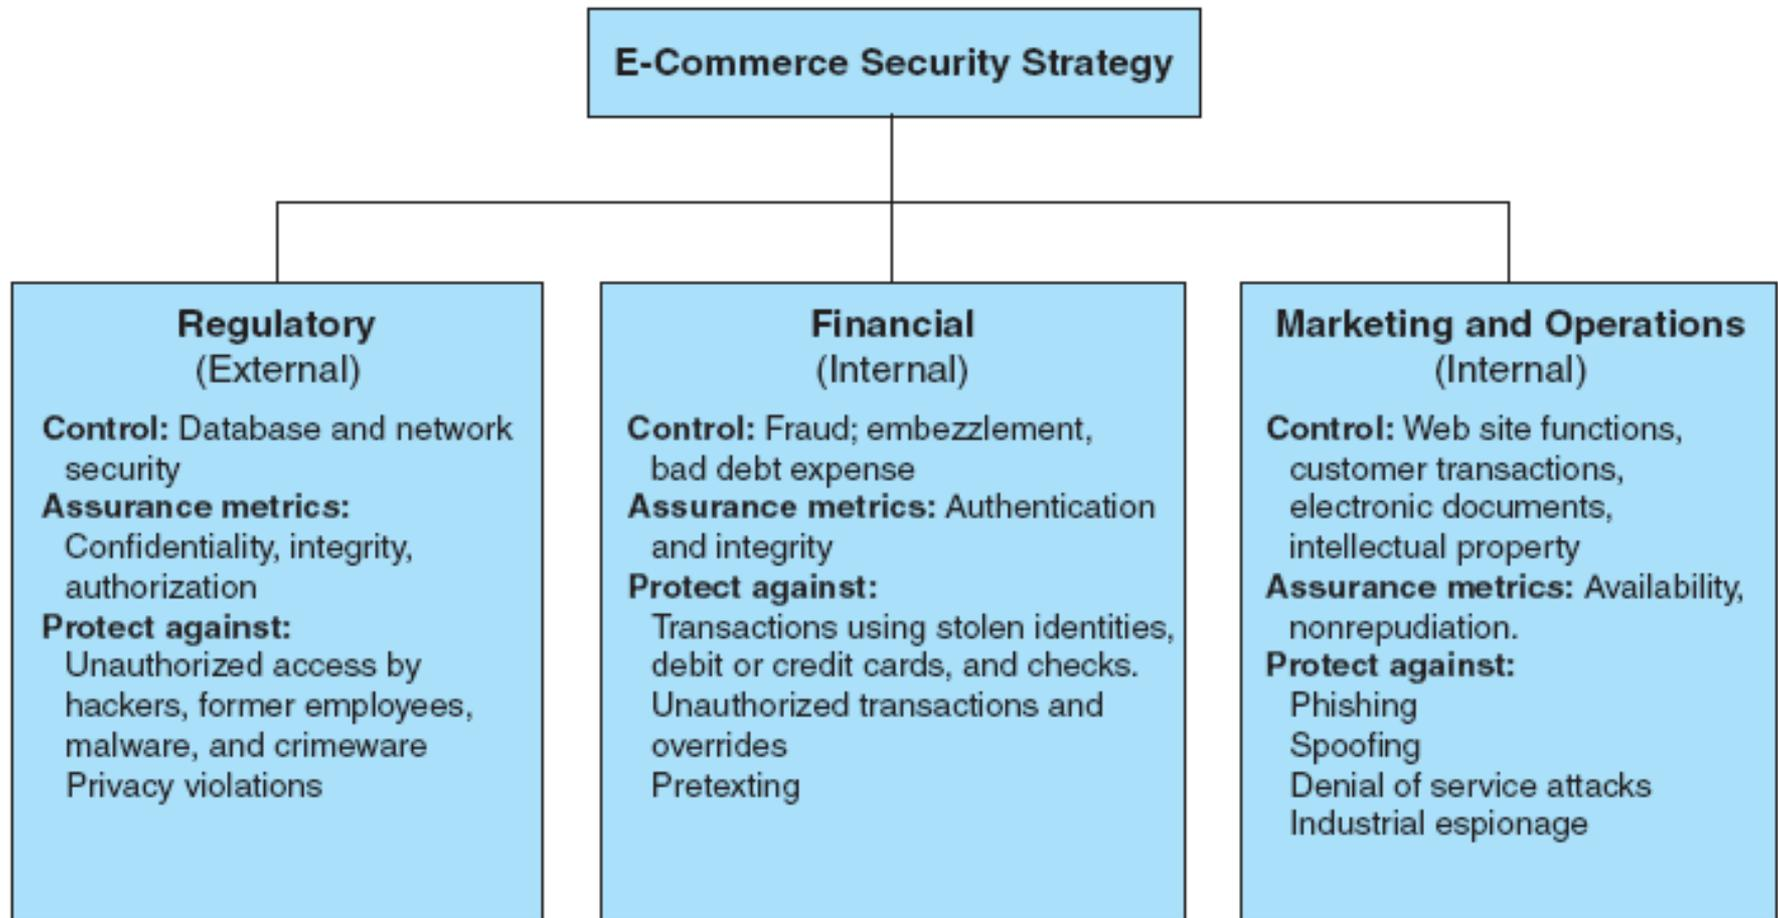 E-Commerce Security Strategy
Regulatory
(External)
Control: Database and network
security
Assurance metrics:
Confidentiality, integrity,
authorization
Protect against:
Unauthorized access by
hackers, former employees,
malware, and crimeware
Privacy violations
Financial
(Internal)
Control: Fraud; embezzlement,
bad debt expense
Assurance metrics: Authentication
and integrity
Protect against:
Transactions using stolen identities,
debit or credit cards, and checks.
Unauthorized transactions and
overrides
Pretexting
Marketing and Operations
(Internal)
Control: Web site functions,
customer transactions,
electronic documents,
intellectual property
Assurance metrics: Availability,
nonrepudiation.
Protect against:
Phishing
Spoofing
Denial of service attacks
Industrial espionage